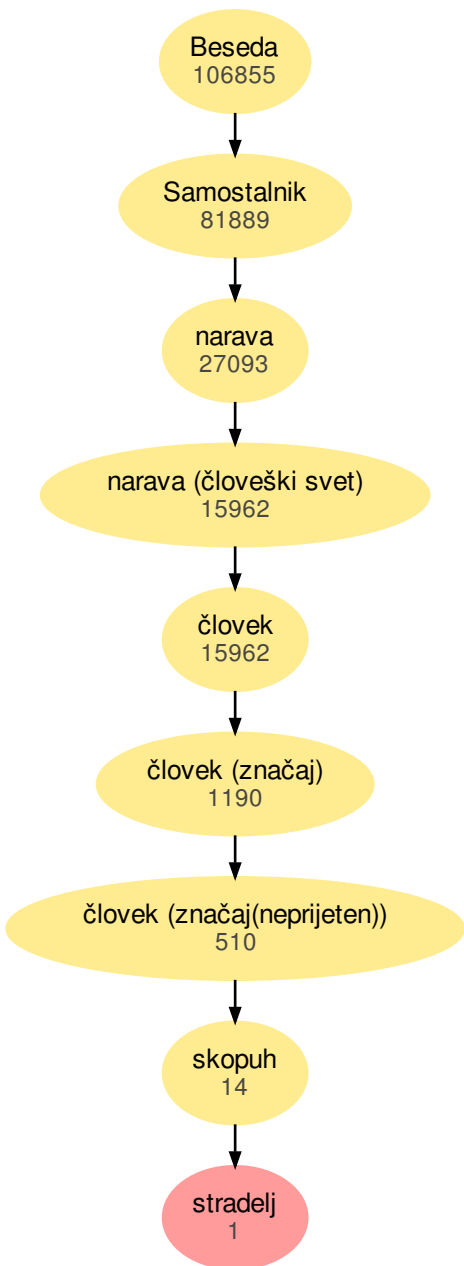 Beseda
106855
Samostalnik
81889
narava
27093
narava (človeški svet)
15962
človek
15962
človek (značaj)
1190
človek (značaj(neprijeten))
510
skopuh
14
stradelj
1